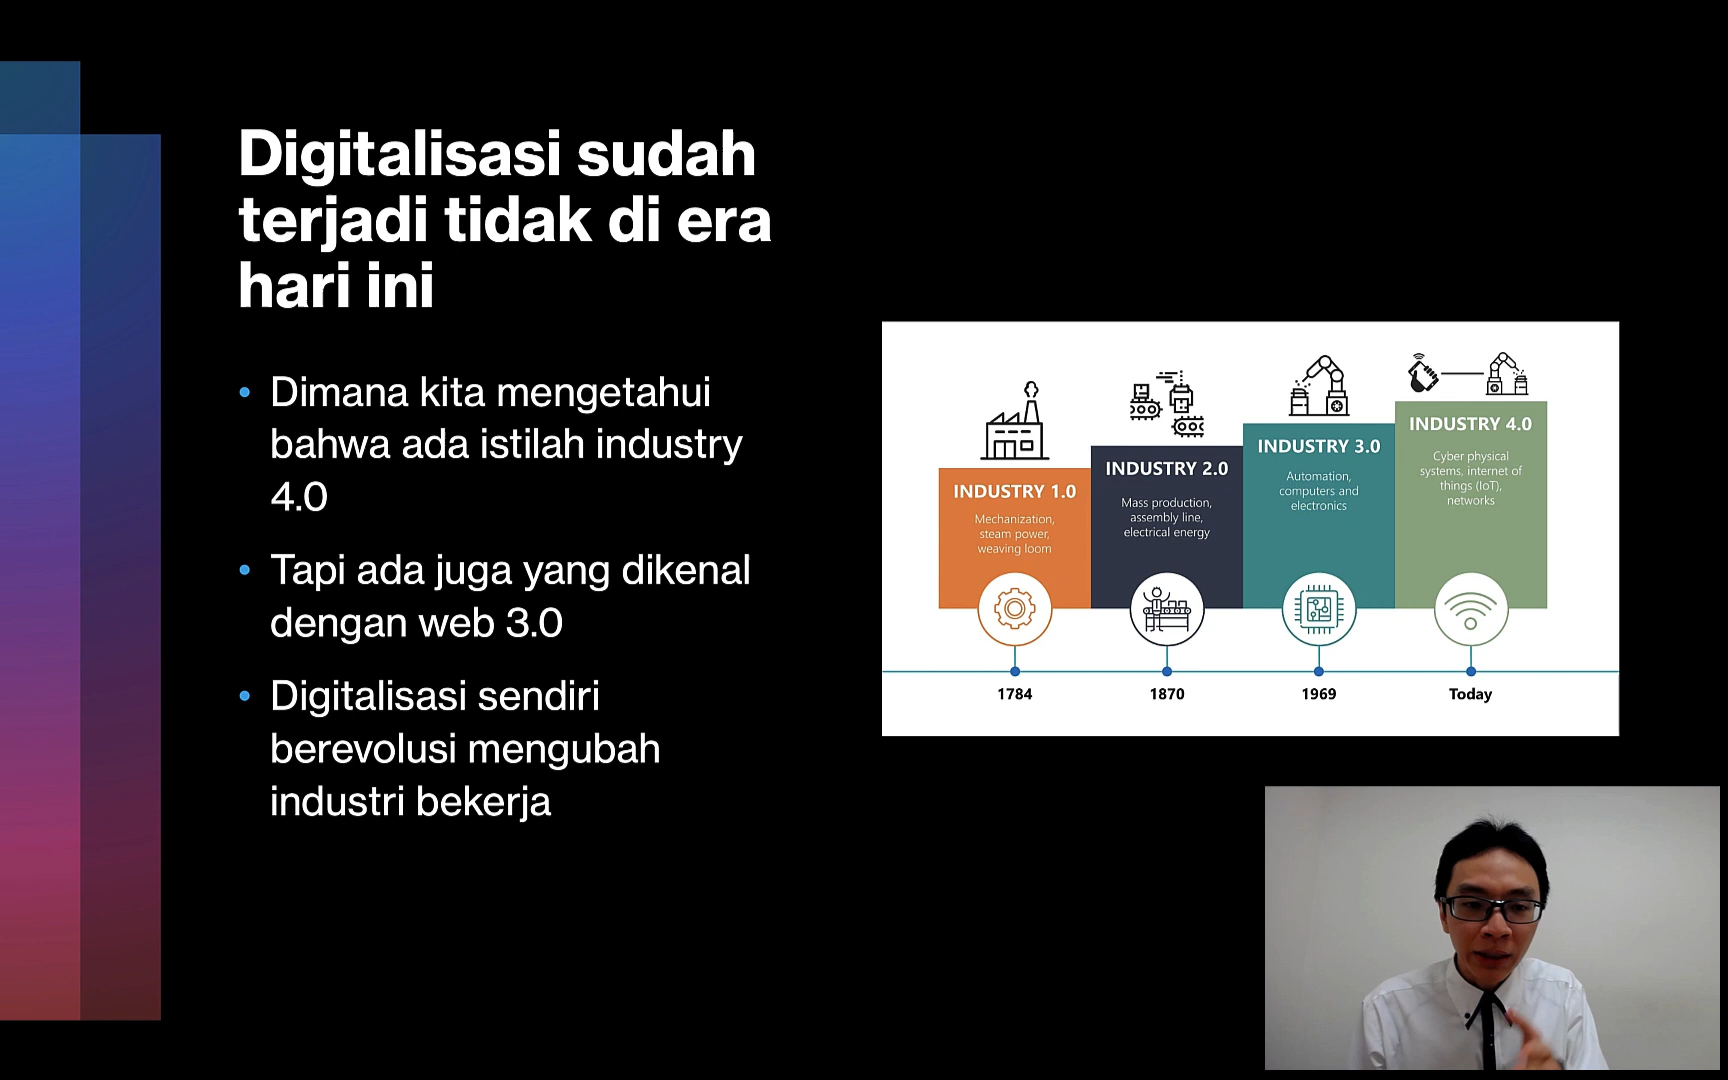 Digitalisasi sudah
terjadi tidak di era
hari ini
• Dimana kita mengetahui
bahwa ada istilah industry
4.0
• Tapi ada juga yang dikenal
dengan web 3.0
• Digitalisasi sendiri
berevolusi mengubah
industri bekerja
INDUSTRY 1.0
Mechanization,
steam power,
weaving loom
1784
INDUSTRY 2.0
Mass production,
assembly line,
electrical energy
1870
INDUSTRY 3.0
Automation,
computers and
electronics
1969
INDUSTRY 4.0
Cyber physical
systems, internet of
things (IoT),
networks
Today